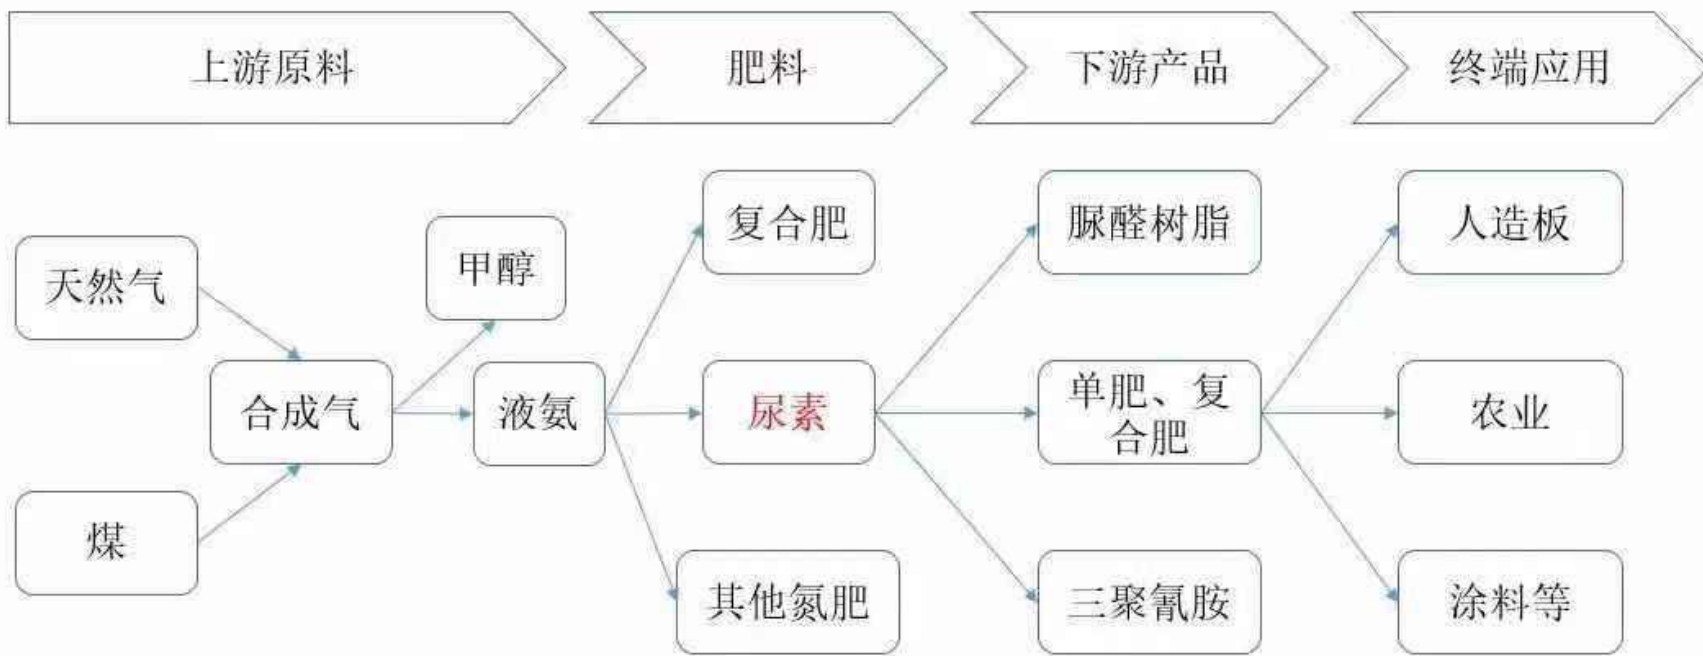 上游原料
肥料
下游产品
终端应用
天然气
煤
合成气
甲醇
液氨
复合肥
尿素
其他氮肥
脲醛树脂
单肥、复
合肥
三聚氰胺
人造板
农业
涂料等